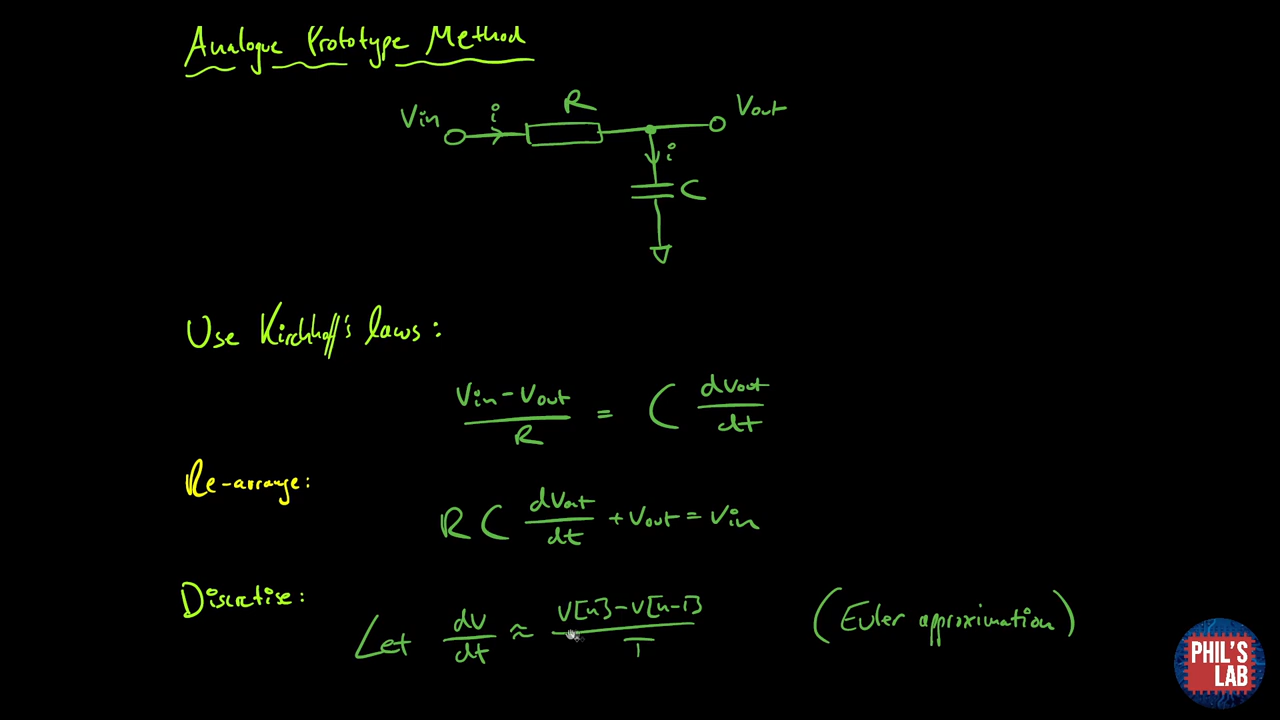 Analogue Prototype Method
Vin i R Vout
i
C
Use Kirchhoff's laws:
Vin - Vout / R = C dVout / dt
Re-arrange:
RC dVout / dt + Vout = Vin
Discretise:
Let dV / dt ≈ V[n] - V[n-1] / T (Euler approximation)
PHIL'S
LAB